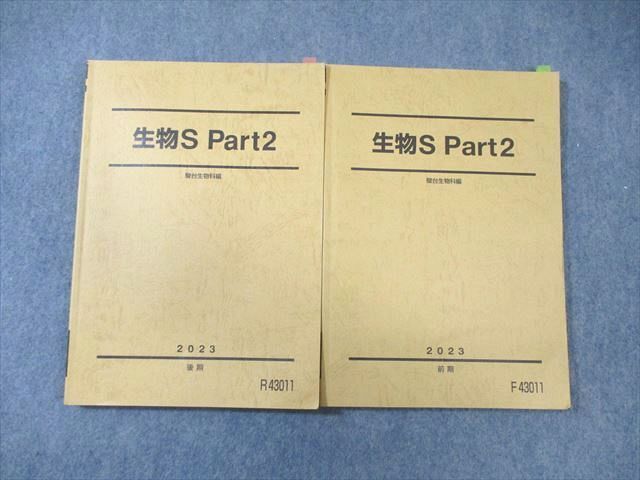 生物S Part2
駿台生物科編
2023
後期
R43011
生物S Part2
駿台生物科編
2023
前期
F43011